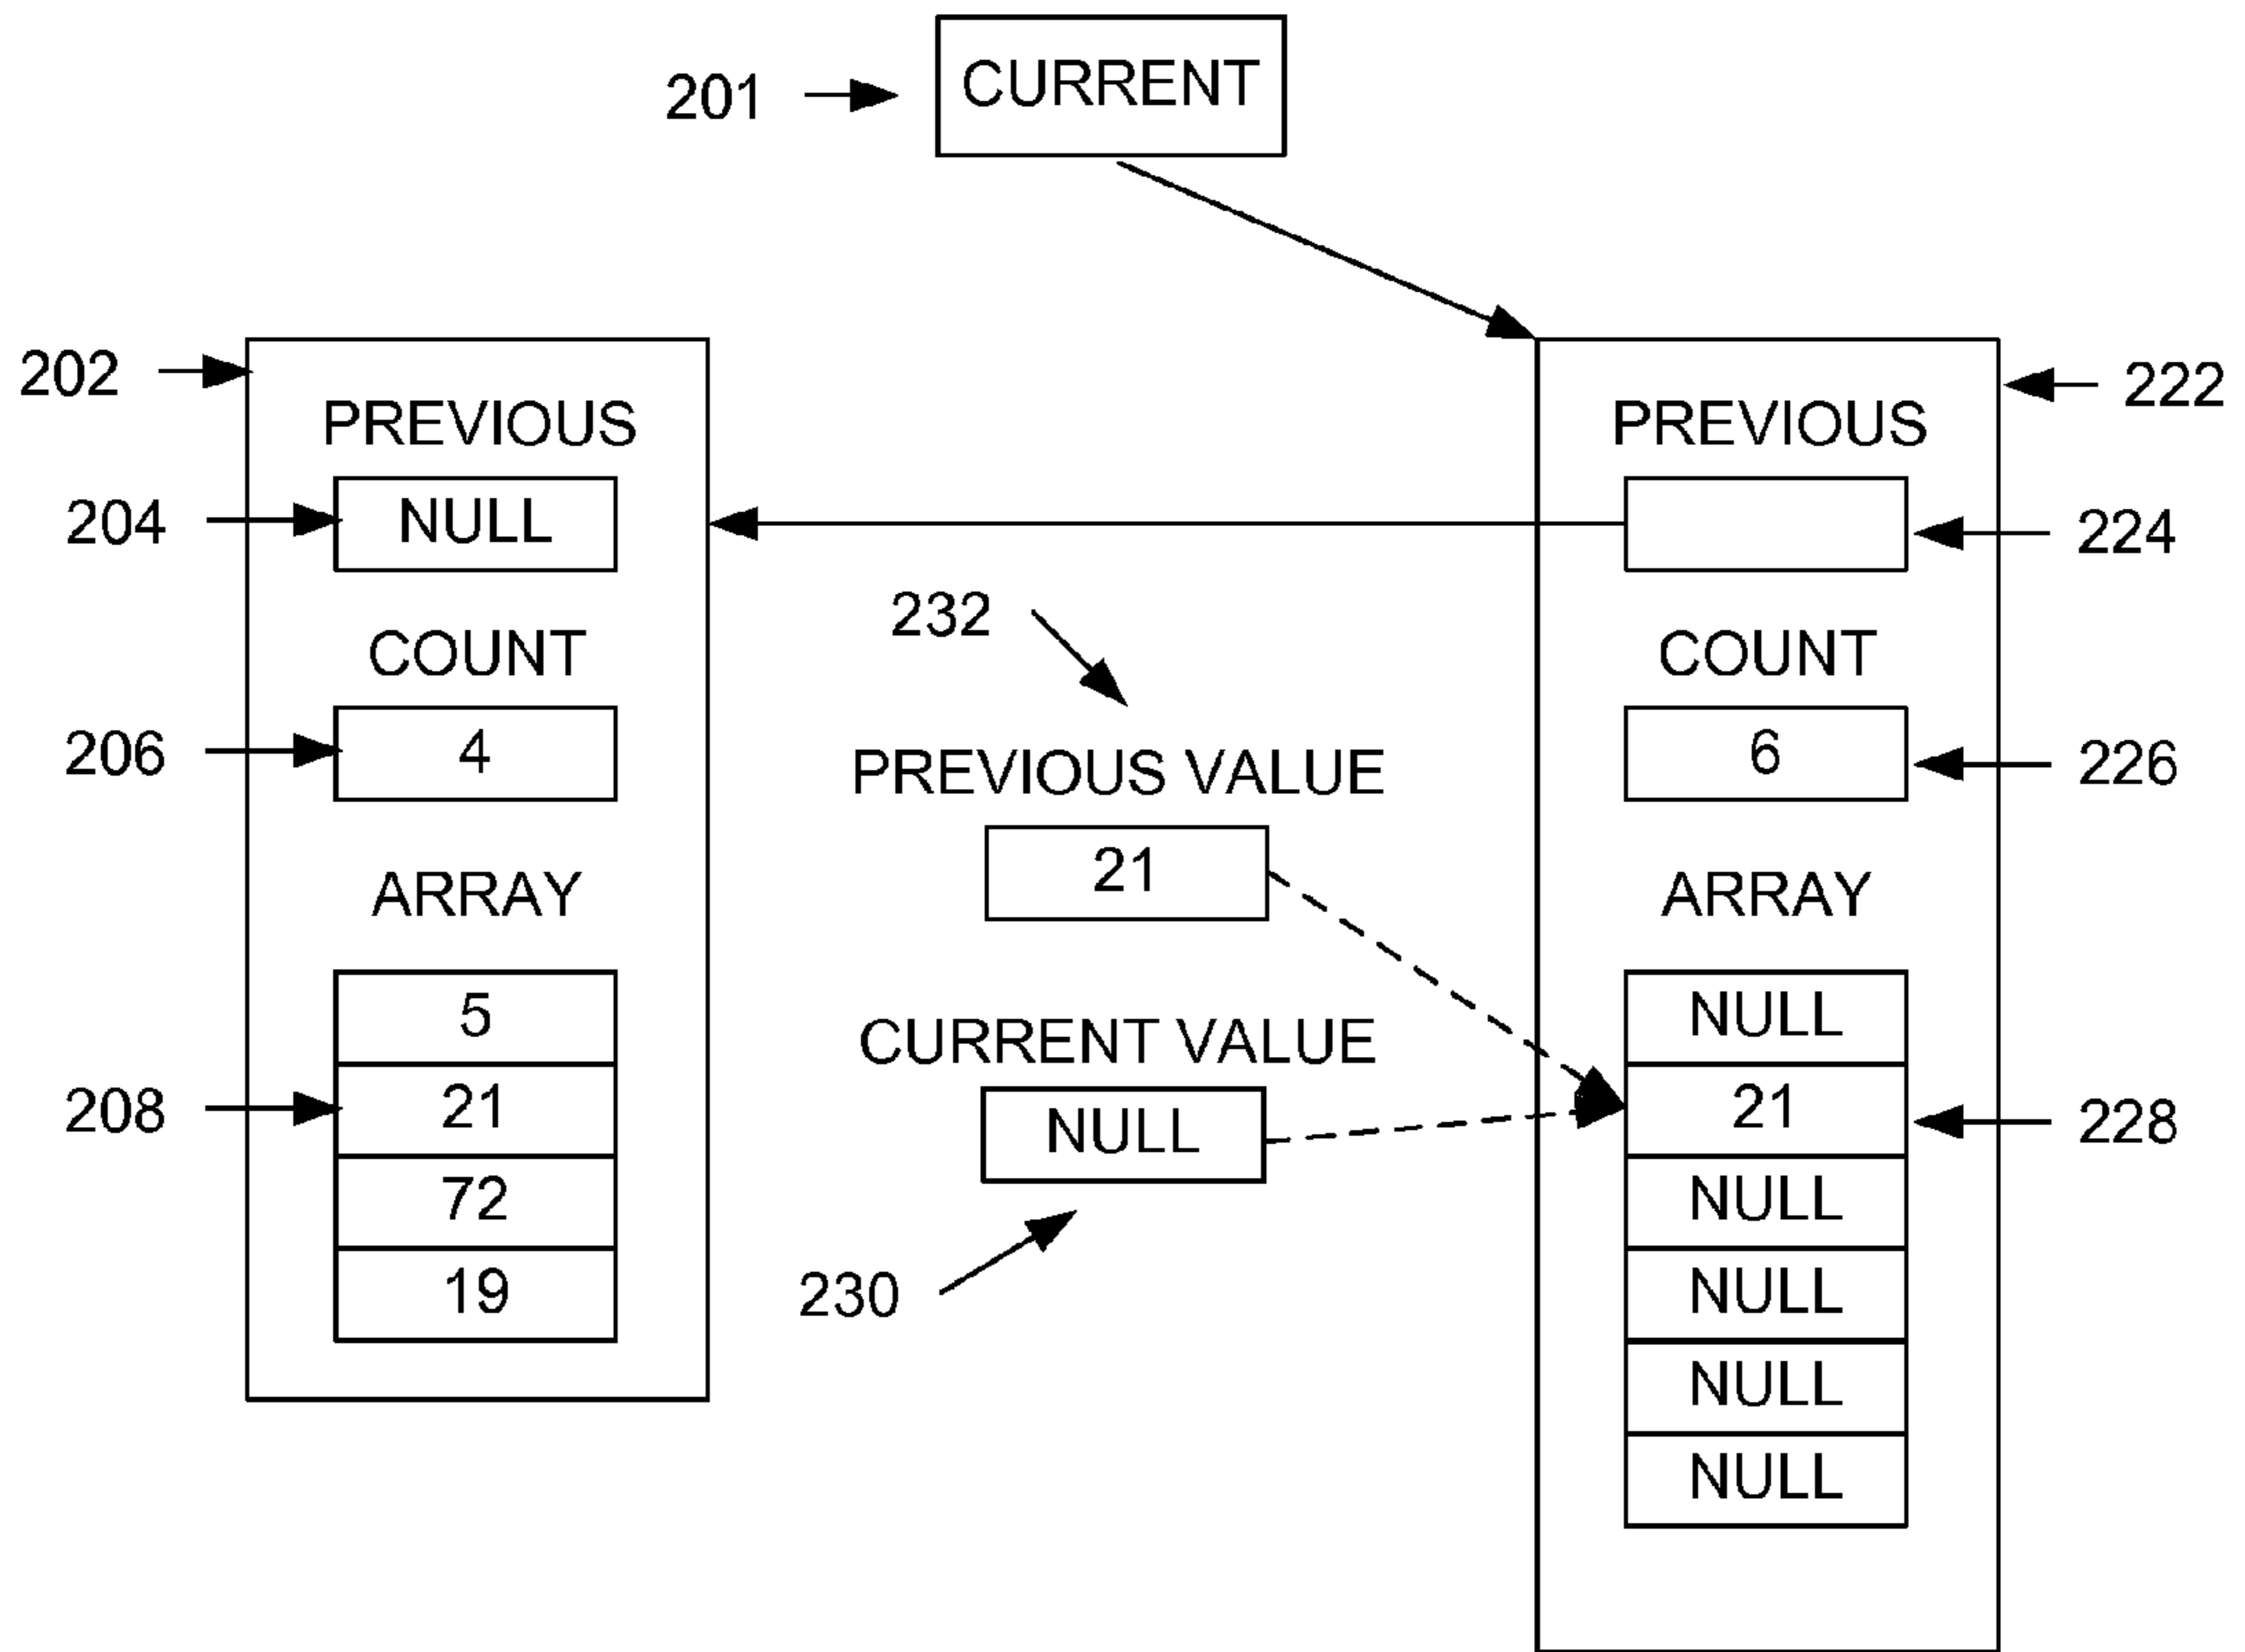 CURRENT
201
202
PREVIOUS
PREVIOUS
222
204
NULL
224
232
COUNT
COUNT
206
4
PREVIOUS VALUE
6
226
21
ARRAY
ARRAY
5
CURRENT VALUE
NULL
208
21
NULL
21
228
72
NULL
19
230
NULL
NULL
NULL